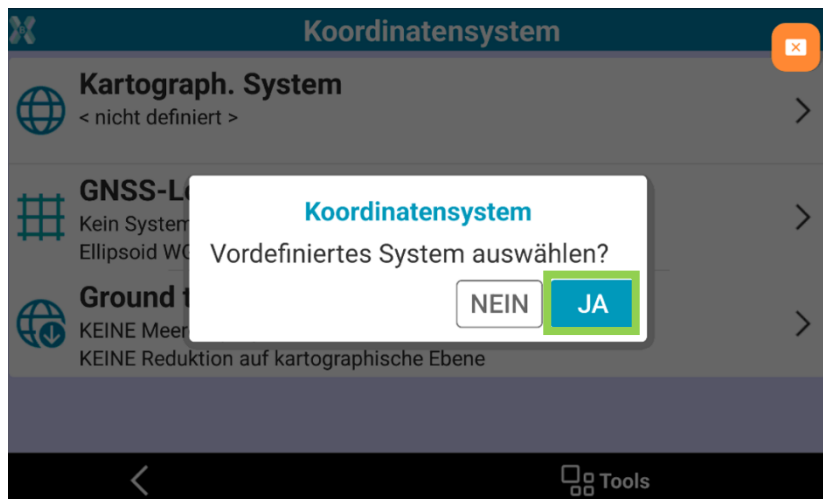 Koordinatensystem
Kartograph. System
< nicht definiert >
GNSS-L
Kein System
Ellipsoid W
Koordinatensystem
Vordefiniertes System auswählen?
NEIN
JA
Ground
KEINE Meer
KEINE Reduktion auf kartographische Ebene
Tools